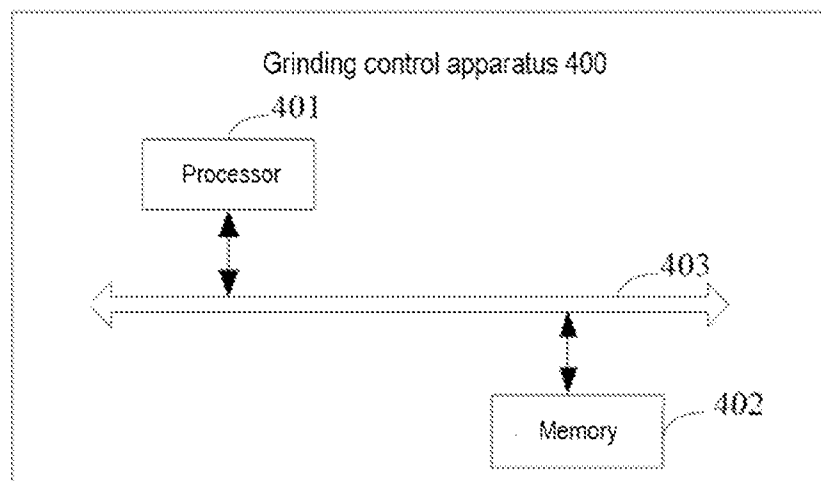 Grinding control apparatus 400
401
Processor
403
402
Memory